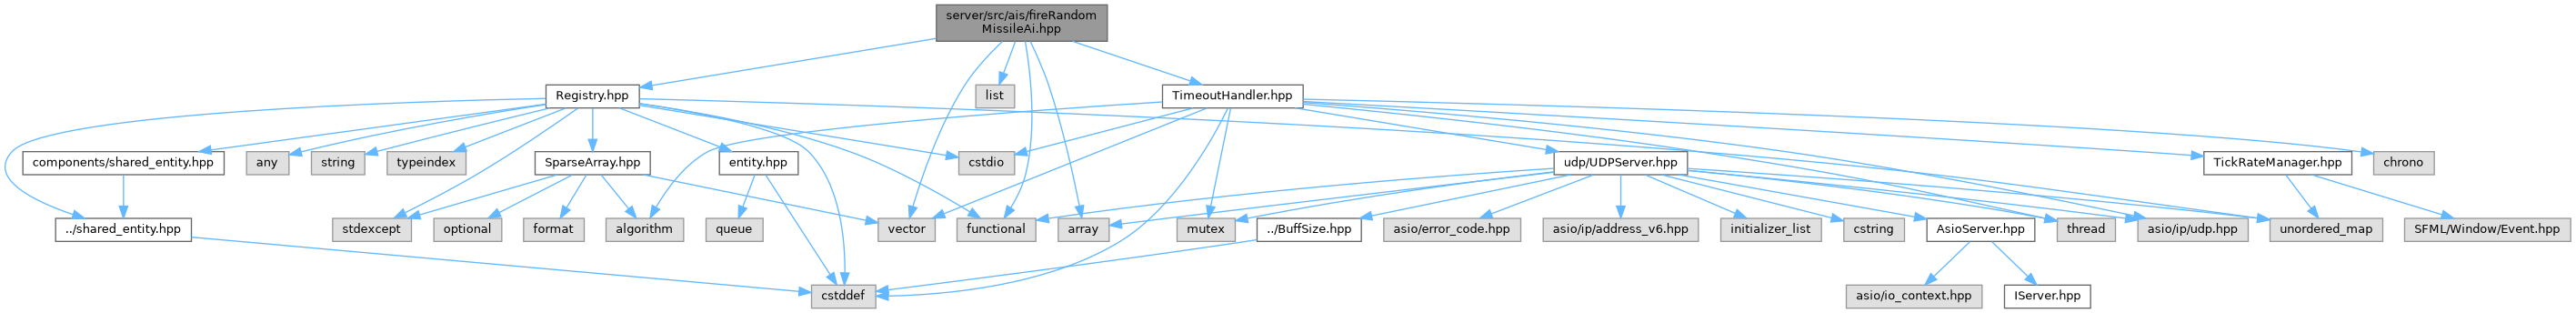 server/src/ais/fireRandom
MissileAi.hpp
Registry.hpp
list
TimeoutHandler.hpp
components/shared_entity.hpp
any
string
typeindex
SparseArray.hpp
entity.hpp
cstdio
udp/UDPServer.hpp
TickRateManager.hpp
chrono
../shared_entity.hpp
stdexcept
optional
format
algorithm
queue
vector
functional
array
mutex
../BuffSize.hpp
asio/error_code.hpp
asio/ip/address_v6.hpp
initializer_list
cstring
AsioServer.hpp
thread
asio/ip/udp.hpp
unordered_map
SFML/Window/Event.hpp
cstddef
asio/io_context.hpp
IServer.hpp